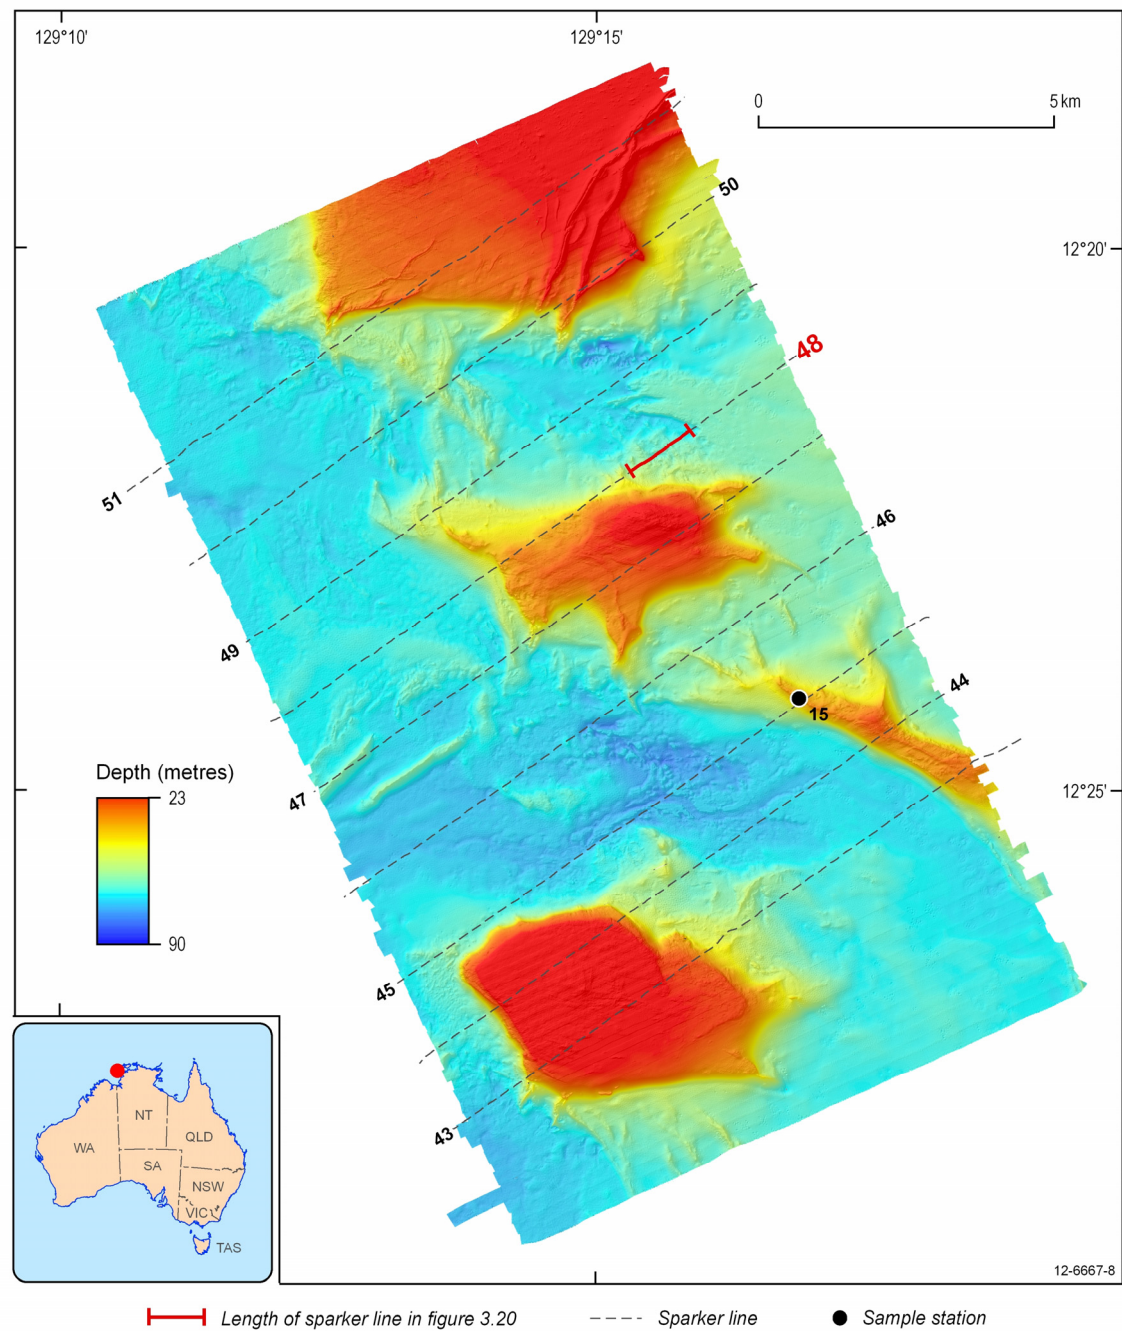 129°10'
129°15'
0
5 km
50
12°20'
48
51
46
49
44
15
47
12°25'
Depth (metres)
23
90
45
43
NT
WA
QLD
SA
NSW
VIC
TAS
12-6667-8
Length of sparker line in figure 3.20
Sparker line
Sample station